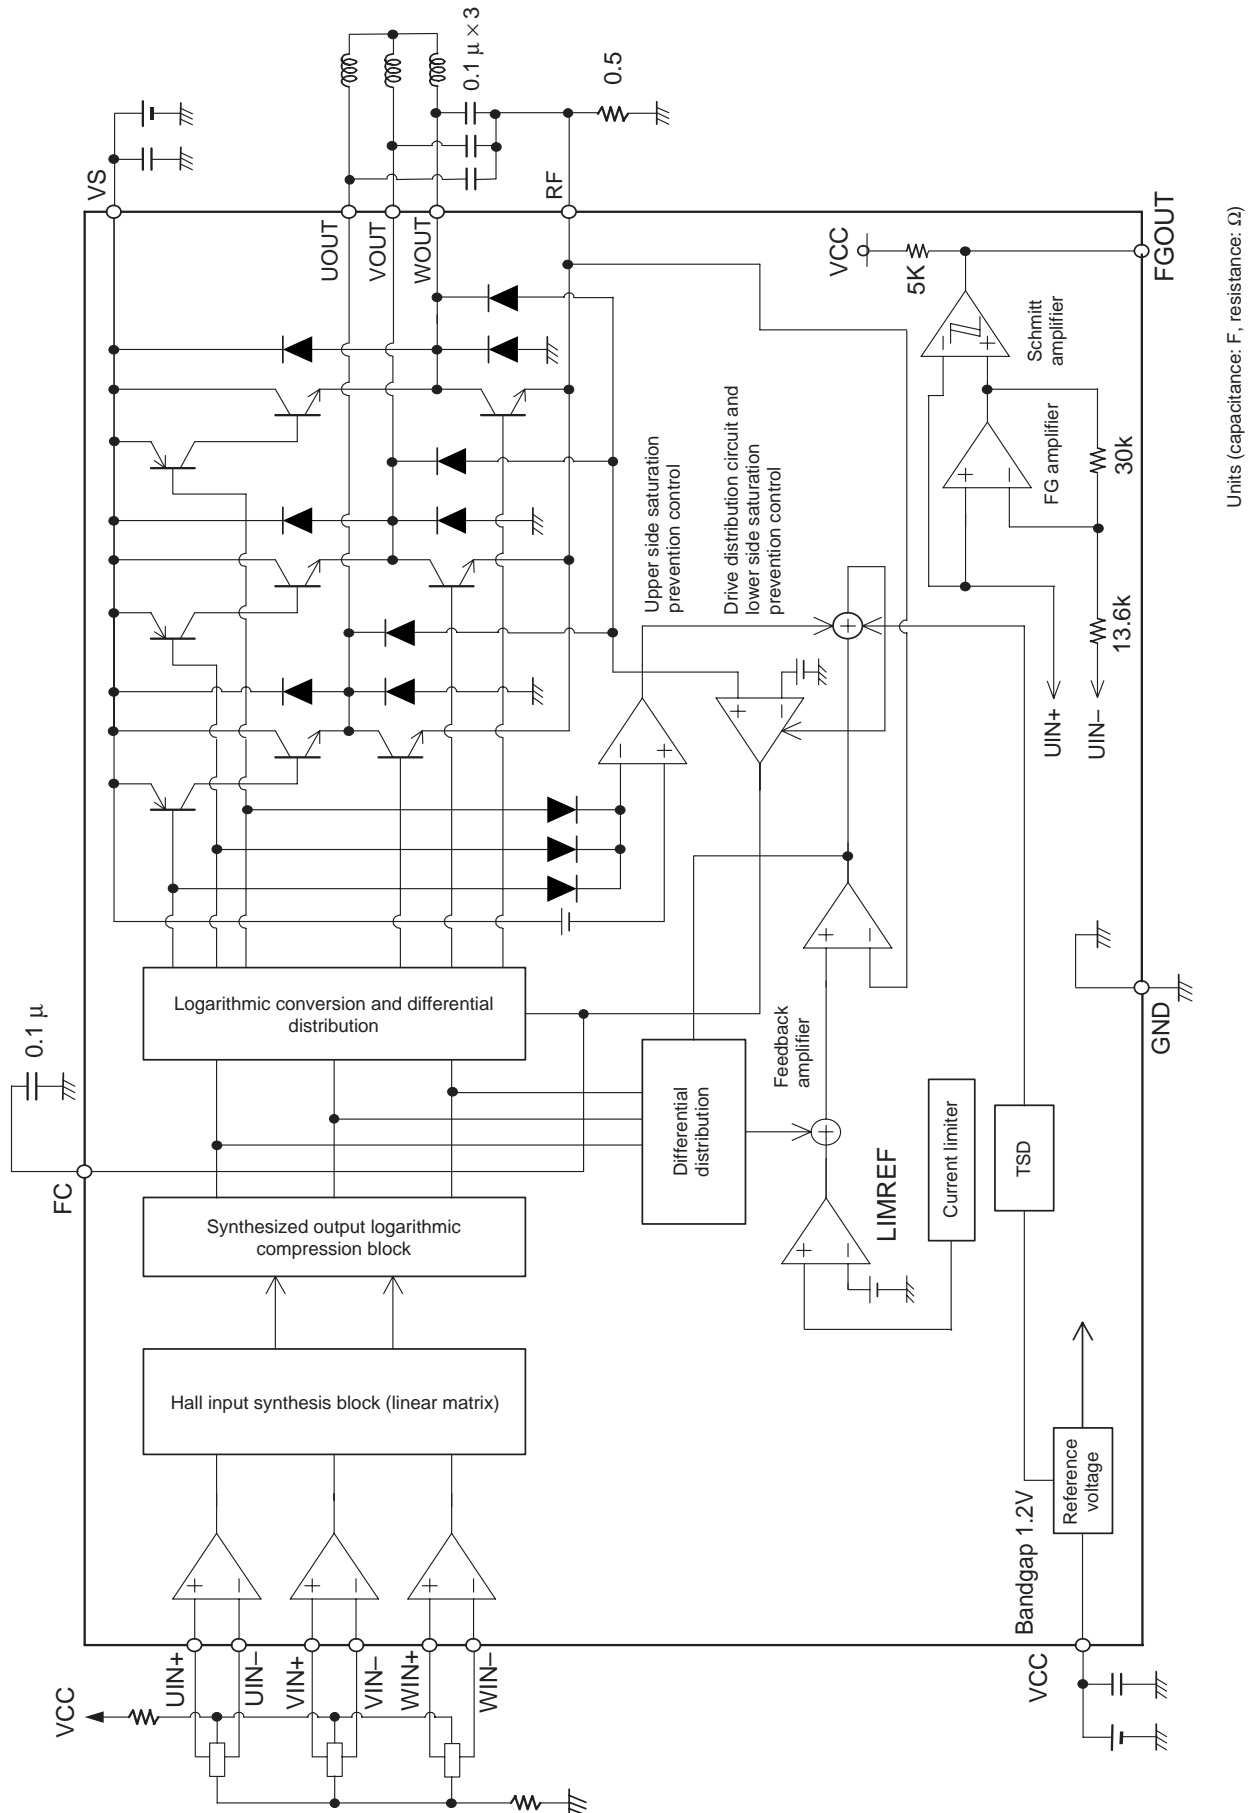 VS
0.1 μ × 3
0.5
RF
UOUT
VOUT
WOUT
VCC
5K
FGOUT
Schmitt
amplifier
FG amplifier
30k
13.6k
UIN+
UIN–
Upper side saturation
prevention control
Drive distribution circuit and
lower side saturation
prevention control
+
–
–
+
+
–
–
+
+
–
+
+
–
Logarithmic conversion and differential
distribution
0.1 μ
FC
Feedback
amplifier
Differential
distribution
+
GND
Synthesized output logarithmic
compression block
+
–
LIMREF
Current limiter
TSD
Hall input synthesis block (linear matrix)
Reference
voltage
Bandgap 1.2V
+
–
+
–
+
–
UIN+
UIN–
VIN+
VIN–
WIN+
WIN–
VCC
VCC
Units (capacitance: F, resistance: Ω)